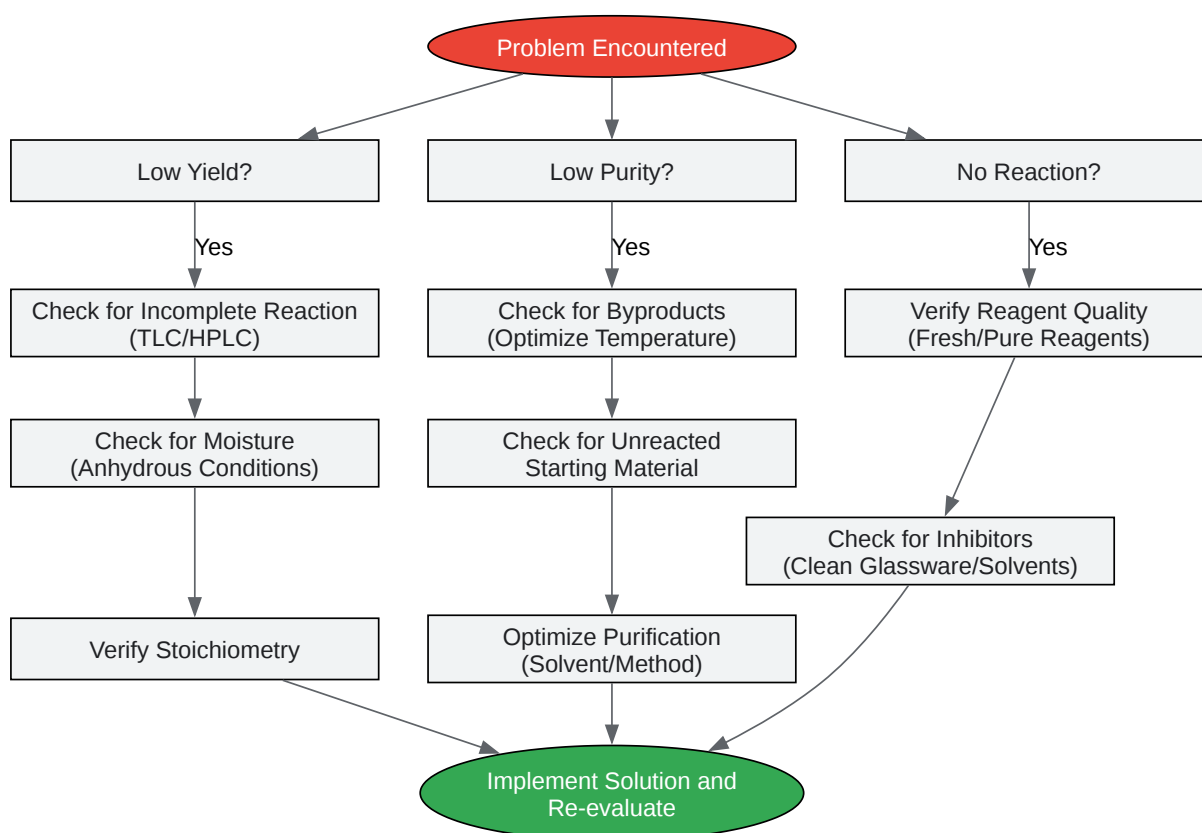 Problem Encountered
Low Yield?
Low Purity?
No Reaction?
Yes
Yes
Yes
Check for Incomplete Reaction
(TLC/HPLC)
Check for Byproducts
(Optimize Temperature)
Verify Reagent Quality
(Fresh/Pure Reagents)
Check for Moisture
(Anhydrous Conditions)
Check for Unreacted
Starting Material
Check for Inhibitors
(Clean Glassware/Solvents)
Verify Stoichiometry
Optimize Purification
(Solvent/Method)
Implement Solution and
Re-evaluate